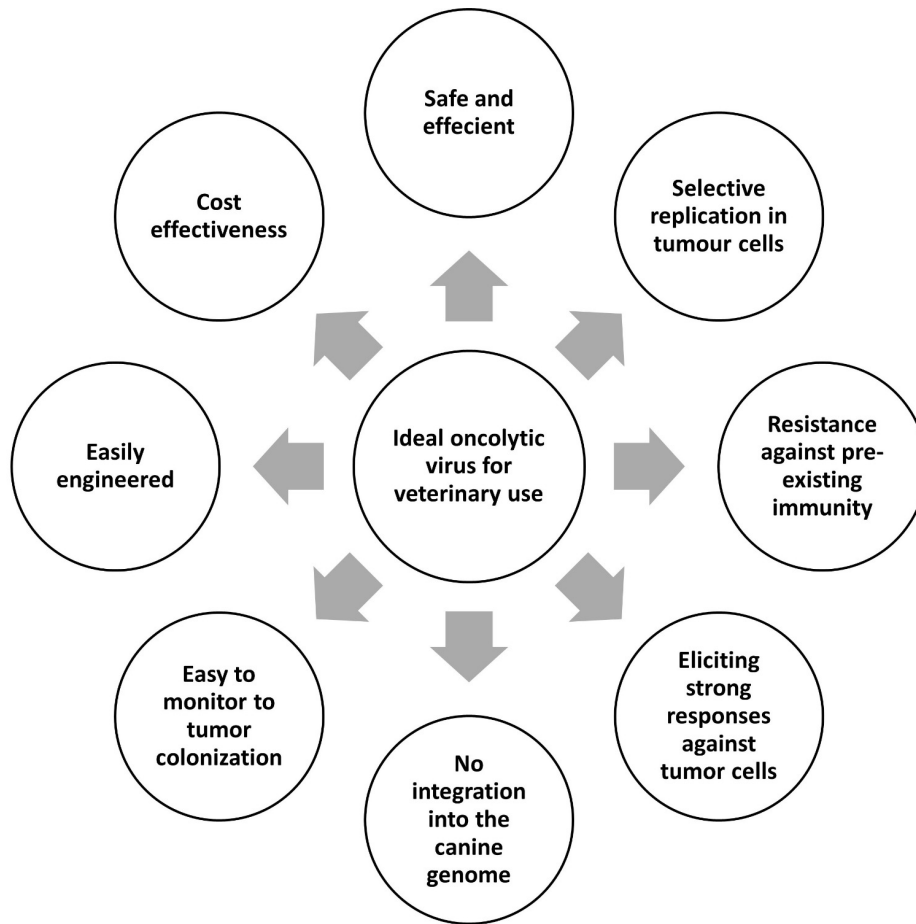 Safe and
effecient
Cost
effectiveness
Selective
replication in
tumour cells
Easily
engineered
Ideal oncolytic
virus for
veterinary use
Resistance
against pre-
existing
immunity
Easy to
monitor to
tumor
colonization
Eliciting
strong
responses
against
tumor cells
No
integration
into the
canine
genome